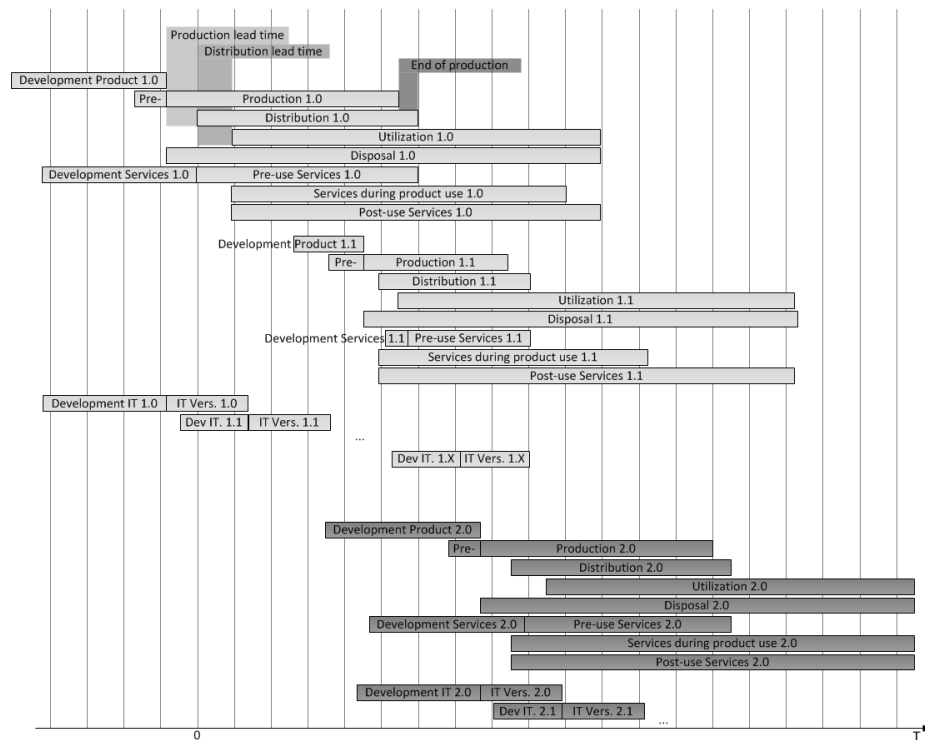 Production lead time
Distribution lead time
End of production
Development Product 1.0
Pre- Production 1.0
Distribution 1.0
Utilization 1.0
Disposal 1.0
Development Services 1.0 Pre-use Services 1.0
Services during product use 1.0
Post-use Services 1.0
Development Product 1.1
Pre- Production 1.1
Distribution 1.1
Utilization 1.1
Disposal 1.1
Development Services 1.1 Pre-use Services 1.1
Services during product use 1.1
Post-use Services 1.1
Development IT 1.0 IT Vers. 1.0
Dev IT. 1.1 IT Vers. 1.1
...
Dev IT. 1.X IT Vers. 1.X
Development Product 2.0
Pre- Production 2.0
Distribution 2.0
Utilization 2.0
Disposal 2.0
Development Services 2.0 Pre-use Services 2.0
Services during product use 2.0
Post-use Services 2.0
Development IT 2.0 IT Vers. 2.0
Dev IT. 2.1 IT Vers. 2.1
...
0 T